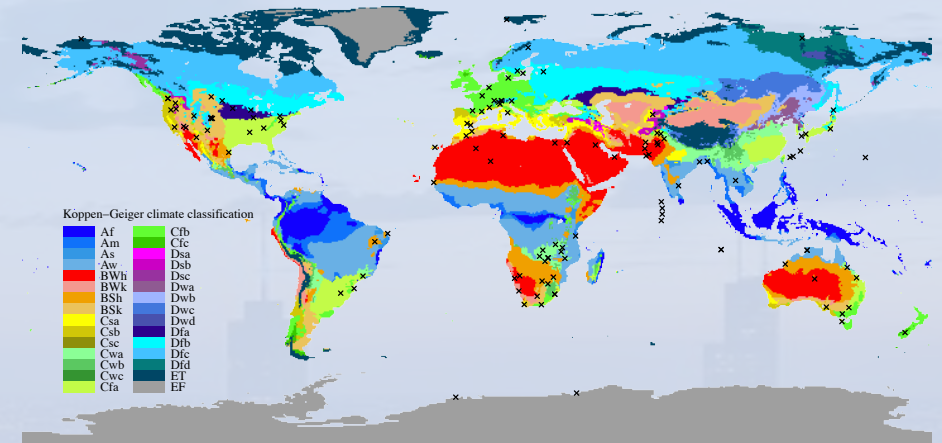 Koppen–Geiger climate classification
Af
Am
As
Aw
BWh
BWk
BSh
BSk
Csa
Csb
Csc
Cwa
Cwb
Cwc
Cfa
Cfb
Cfc
Dsa
Dsb
Dsc
Dwa
Dwb
Dwc
Dwd
Dfa
Dfb
Dfc
Dfd
ET
EF